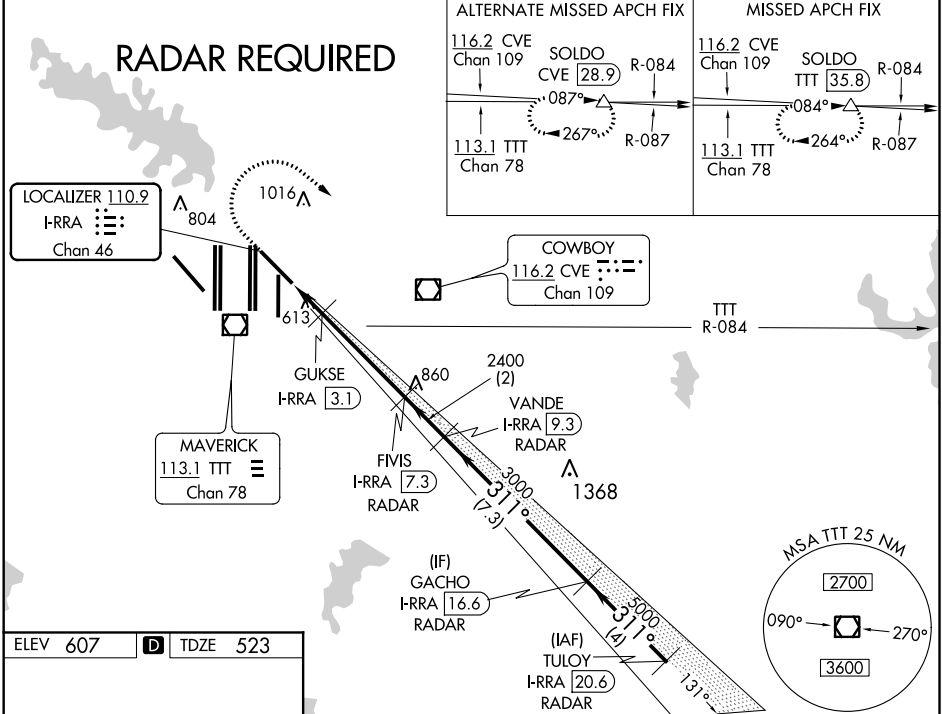 RADAR REQUIRED
ALTERNATE MISSED APCH FIX
116.2 CVE
Chan 109
SOLDO
CVE 28.9
R-084
087°
267°
R-087
113.1 TTT
Chan 78
MISSED APCH FIX
116.2 CVE
Chan 109
SOLDO
TTT 35.8
R-084
084°
264°
R-087
113.1 TTT
Chan 78
LOCALIZER 110.9
I-RRA
Chan 46
804
1016
COWBOY
116.2 CVE
Chan 109
TTT
R-084
613
GUKSE
I-RRA 3.1
860
2400
(2)
VANDE
I-RRA 9.3
RADAR
MAVERICK
113.1 TTT
Chan 78
FIVIS
I-RRA 7.3
RADAR
3000
311°
(7.3)
1368
(IF)
GACHO
I-RRA 16.6
RADAR
5000
311°
(4)
(IAF)
TULOY
I-RRA 20.6
RADAR
131°
MSA TTT 25 NM
2700
090°
270°
3600
ELEV 607
D
TDZE 523